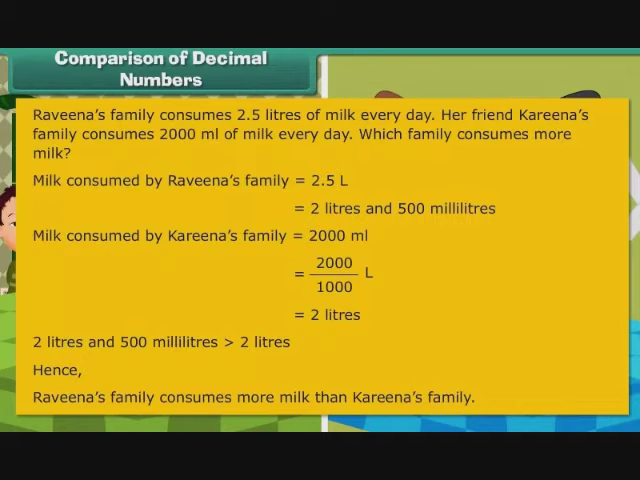 Comparison of Decimal
Numbers
Raveena's family consumes 2.5 litres of milk every day. Her friend Kareena's
family consumes 2000 ml of milk every day. Which family consumes more
milk?
Milk consumed by Raveena's family = 2.5 L
= 2 litres and 500 millilitres
Milk consumed by Kareena's family = 2000 ml
= 2000/1000 L
= 2 litres
2 litres and 500 millilitres > 2 litres
Hence,
Raveena's family consumes more milk than Kareena's family.